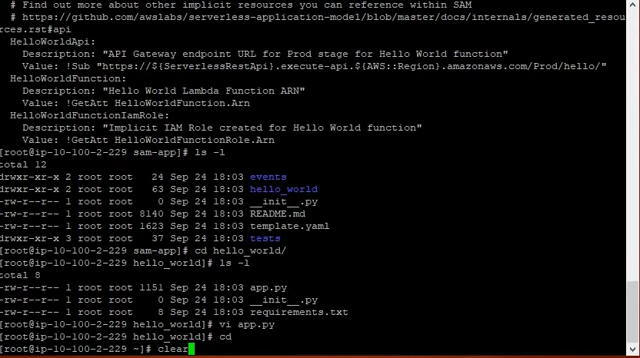 # Find out more about other implicit resources you can reference within SAM
# https://github.com/awslabs/serverless-application-model/blob/master/docs/internals/generated_resou
rces.rst#api
HelloWorldApi:
Description: "API Gateway endpoint URL for Prod stage for Hello World function"
Value: !Sub "https://${ServerlessRestApi}.execute-api.${AWS::Region}.amazonaws.com/Prod/hello/"
HelloWorldFunction:
Description: "Hello World Lambda Function ARN"
Value: !GetAtt HelloWorldFunction.Arn
HelloWorldFunctionIamRole:
Description: "Implicit IAM Role created for Hello World function"
Value: !GetAtt HelloWorldFunctionRole.Arn
[root@ip-10-100-2-229 sam-app]# ls -l
total 12
drwxr-xr-x 2 root root 24 Sep 24 18:03 events
drwxr-xr-x 2 root root 63 Sep 24 18:03 hello_world
-rw-r--r-- 1 root root 0 Sep 24 18:03 __init__.py
-rw-r--r-- 1 root root 8140 Sep 24 18:03 README.md
-rw-r--r-- 1 root root 1623 Sep 24 18:03 template.yaml
drwxr-xr-x 3 root root 37 Sep 24 18:03 tests
[root@ip-10-100-2-229 sam-app]# cd hello_world/
[root@ip-10-100-2-229 hello_world]# ls -l
total 8
-rw-r--r-- 1 root root 1151 Sep 24 18:03 app.py
-rw-r--r-- 1 root root 0 Sep 24 18:03 __init__.py
-rw-r--r-- 1 root root 8 Sep 24 18:03 requirements.txt
[root@ip-10-100-2-229 hello_world]# vi app.py
[root@ip-10-100-2-229 hello_world]# cd
[root@ip-10-100-2-229 ~]# clear